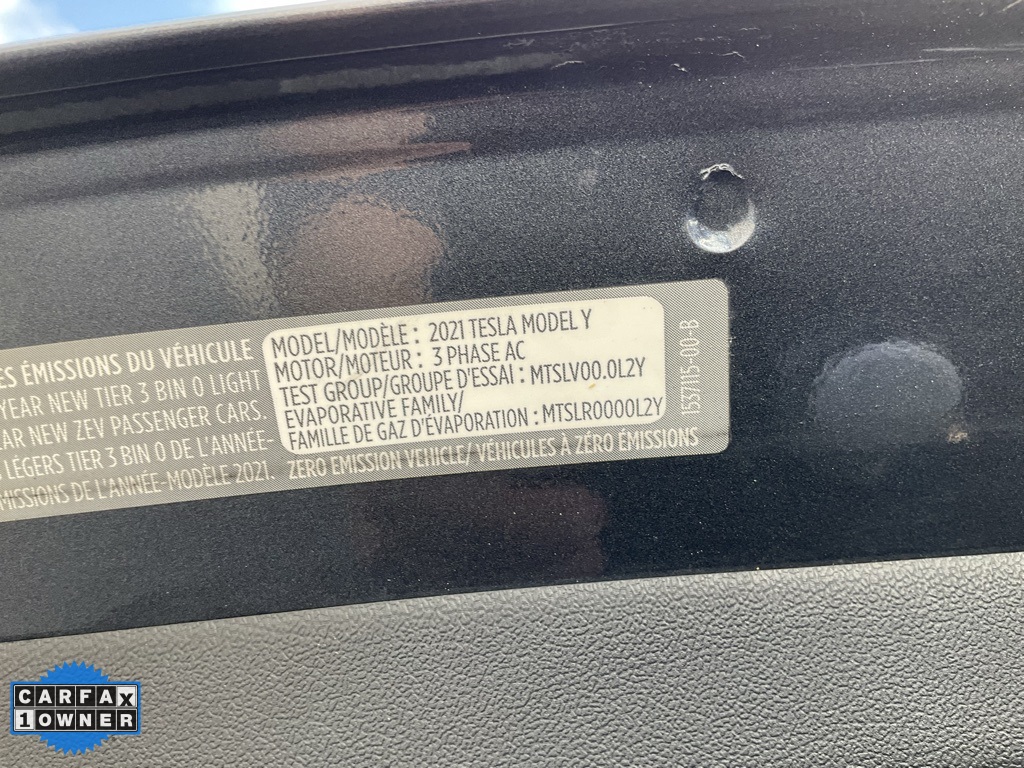 ES ÉMISSIONS DU VÉHICULE
YEAR NEW TIER 3 BIN 0 LIGHT
AR NEW ZEV PASSENGER CARS.
LÉGERS TIER 3 BIN 0 DE L'ANNÉE-
MISSIONS DE L'ANNÉE-MODÈLE 2021.
MODEL/MODÈLE : 2021 TESLA MODEL Y
MOTOR/MOTEUR : 3 PHASE AC
TEST GROUP/GROUPE D'ESSAI : MTSLV00.0L2Y
EVAPORATIVE FAMILY/
FAMILLE DE GAZ D'ÉVAPORATION : MTSLR0000L2Y
ZERO EMISSION VEHICLE/ VÉHICULES À ZÉRO ÉMISSIONS
1537115-00-B
CARFAX
1 OWNER